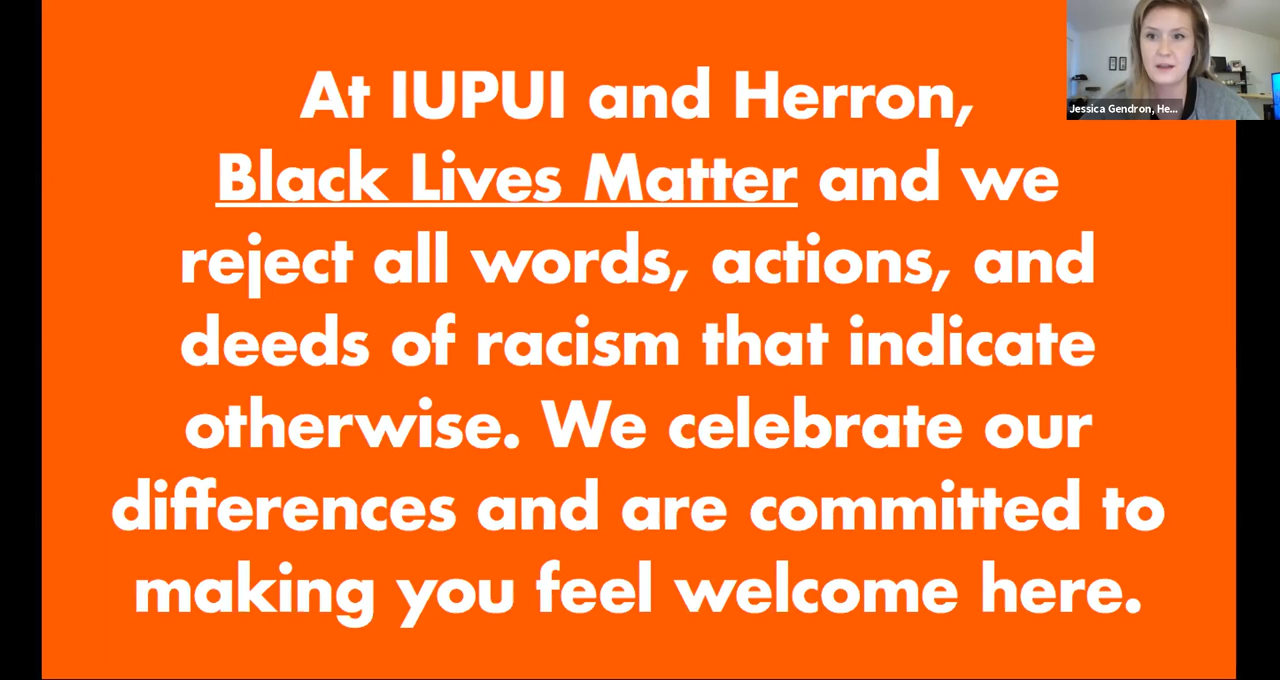 At IUPUI and Herron,
Black Lives Matter and we
reject all words, actions, and
deeds of racism that indicate
otherwise. We celebrate our
differences and are committed to
making you feel welcome here.
Jessica Gendron, He...